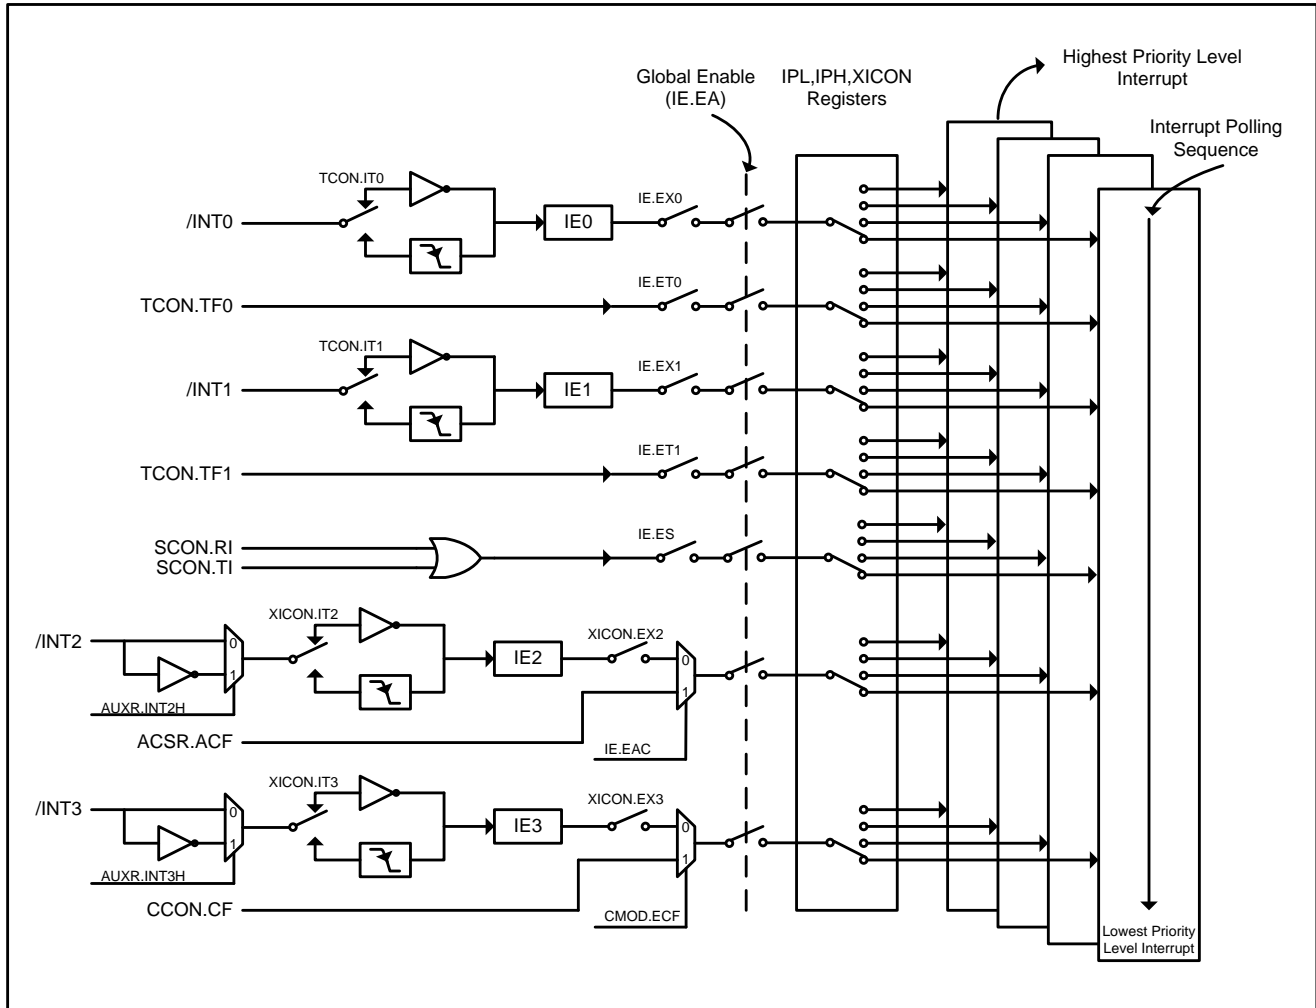 Highest Priority Level
Interrupt
Global Enable
(IE.EA)
IPL,IPH,XICON
Registers
Interrupt Polling
Sequence
TCON.IT0
/INT0
IE0
IE.EX0
TCON.TF0
IE.ET0
TCON.IT1
/INT1
IE1
IE.EX1
TCON.TF1
IE.ET1
SCON.RI
SCON.TI
IE.ES
/INT2
0
1
AUXR.INT2H
XICON.IT2
IE2
XICON.EX2
0
1
ACSR.ACF
IE.EAC
/INT3
0
1
AUXR.INT3H
XICON.IT3
IE3
XICON.EX3
0
1
CCON.CF
CMOD.ECF
Lowest Priority
Level Interrupt